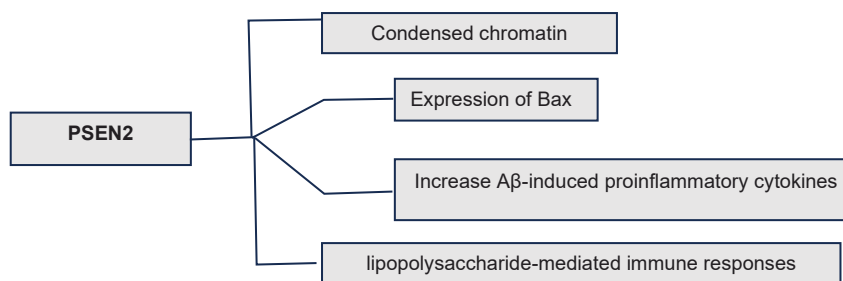 Condensed chromatin
Expression of Bax
PSEN2
Increase Aβ-induced proinflammatory cytokines
lipopolysaccharide-mediated immune responses